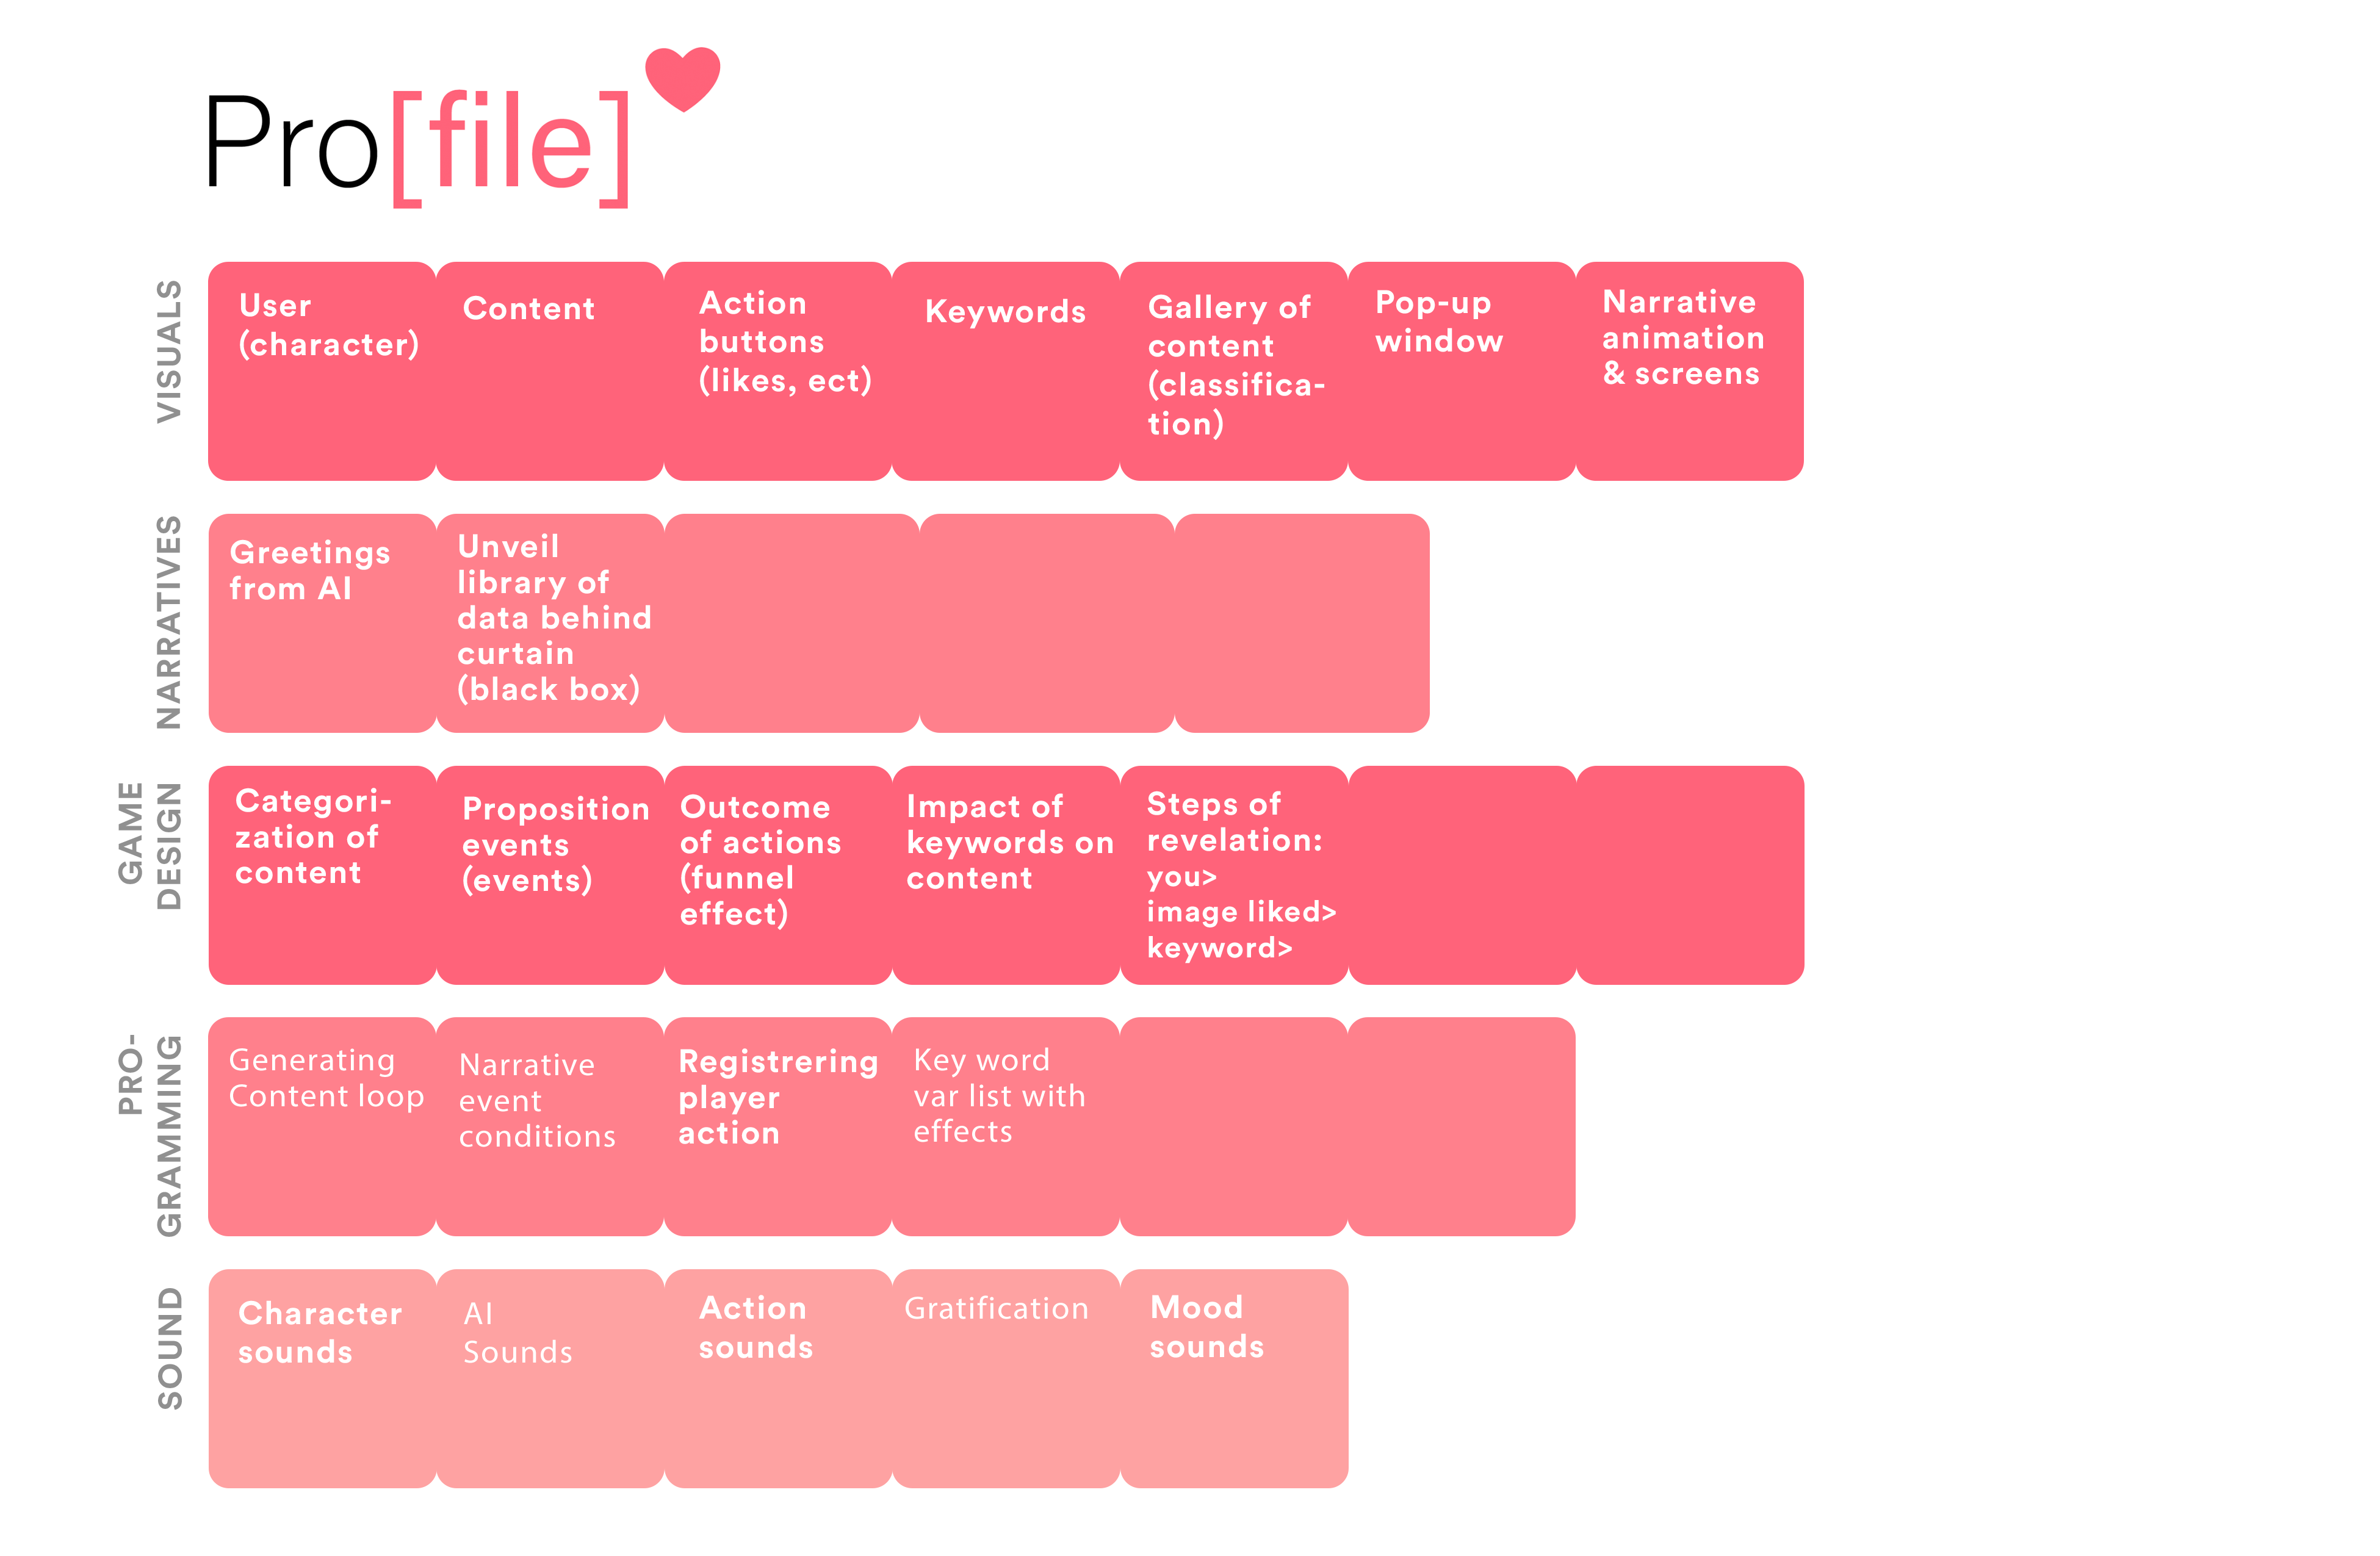 Pro[file]
VISUALS
User
(character)
Content
Action
buttons
(likes, ect)
Keywords
Gallery of
content
(classifica-
tion)
Pop-up
window
Narrative
animation
& screens
NARRATIVES
Greetings
from AI
Unveil
library of
data behind
curtain
(black box)
GAME
DESIGN
Categori-
zation of
content
Proposition
events
(events)
Outcome
of actions
(funnel
effect)
Impact of
keywords on
content
Steps of
revelation:
you>
image liked>
keyword>
PRO-
GRAMMING
Generating
Content loop
Narrative
event
conditions
Registrering
player
action
Key word
var list with
effects
SOUND
Character
sounds
AI
Sounds
Action
sounds
Gratification
Mood
sounds